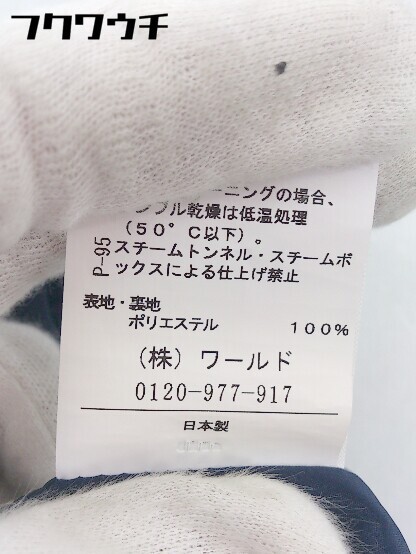 フクワウチ
ーニングの場合、
ンブル乾燥は低温処理
(50°C以下)。
スチームトンネル・スチームボ
ックスによる仕上げ禁止
P-95
表地・裏地
ポリエステル 100%
(株) ワールド
0120-977-917
日本製